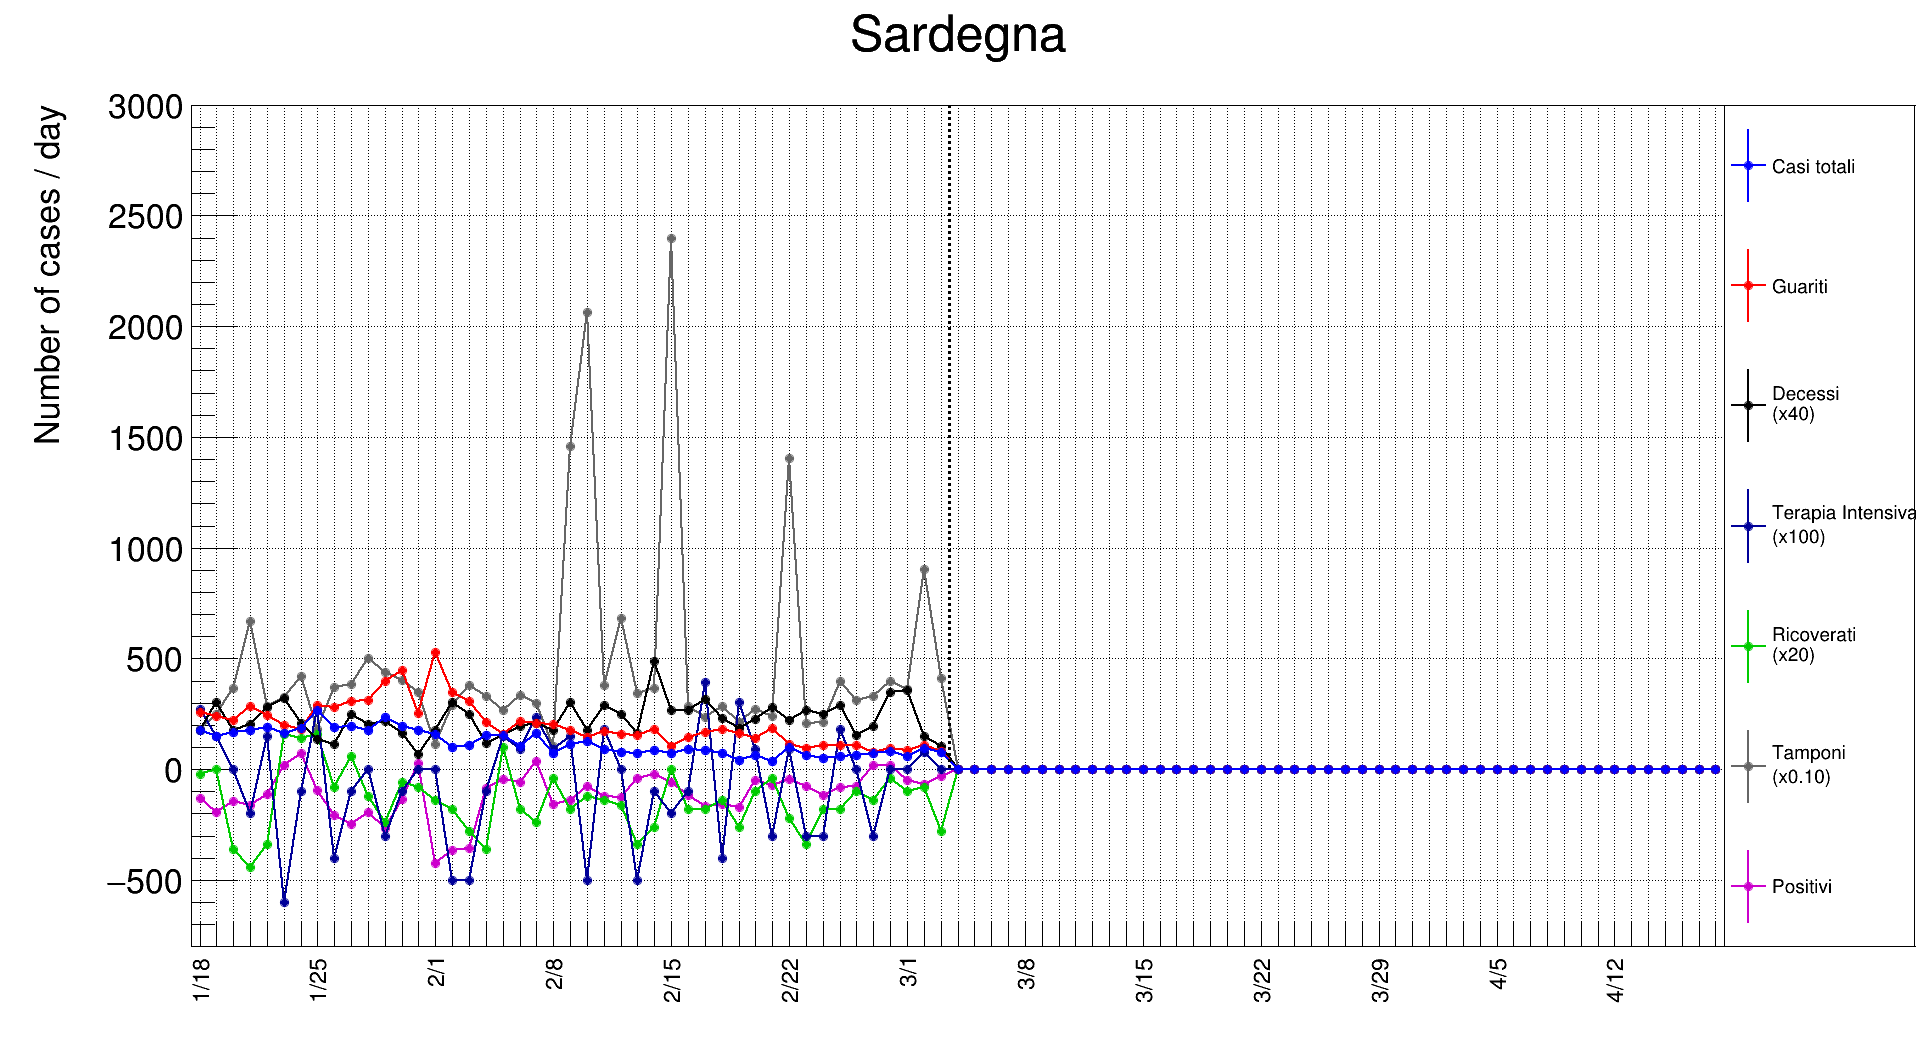 Sardegna
Number of cases / day
3000
2500
2000
1500
1000
500
0
−500
1/18
1/25
2/1
2/8
2/15
2/22
3/1
3/8
3/15
3/22
3/29
4/5
4/12
Casi totali
Guariti
Decessi
(x40)
Terapia Intensiva
(x100)
Ricoverati
(x20)
Tamponi
(x0.10)
Positivi